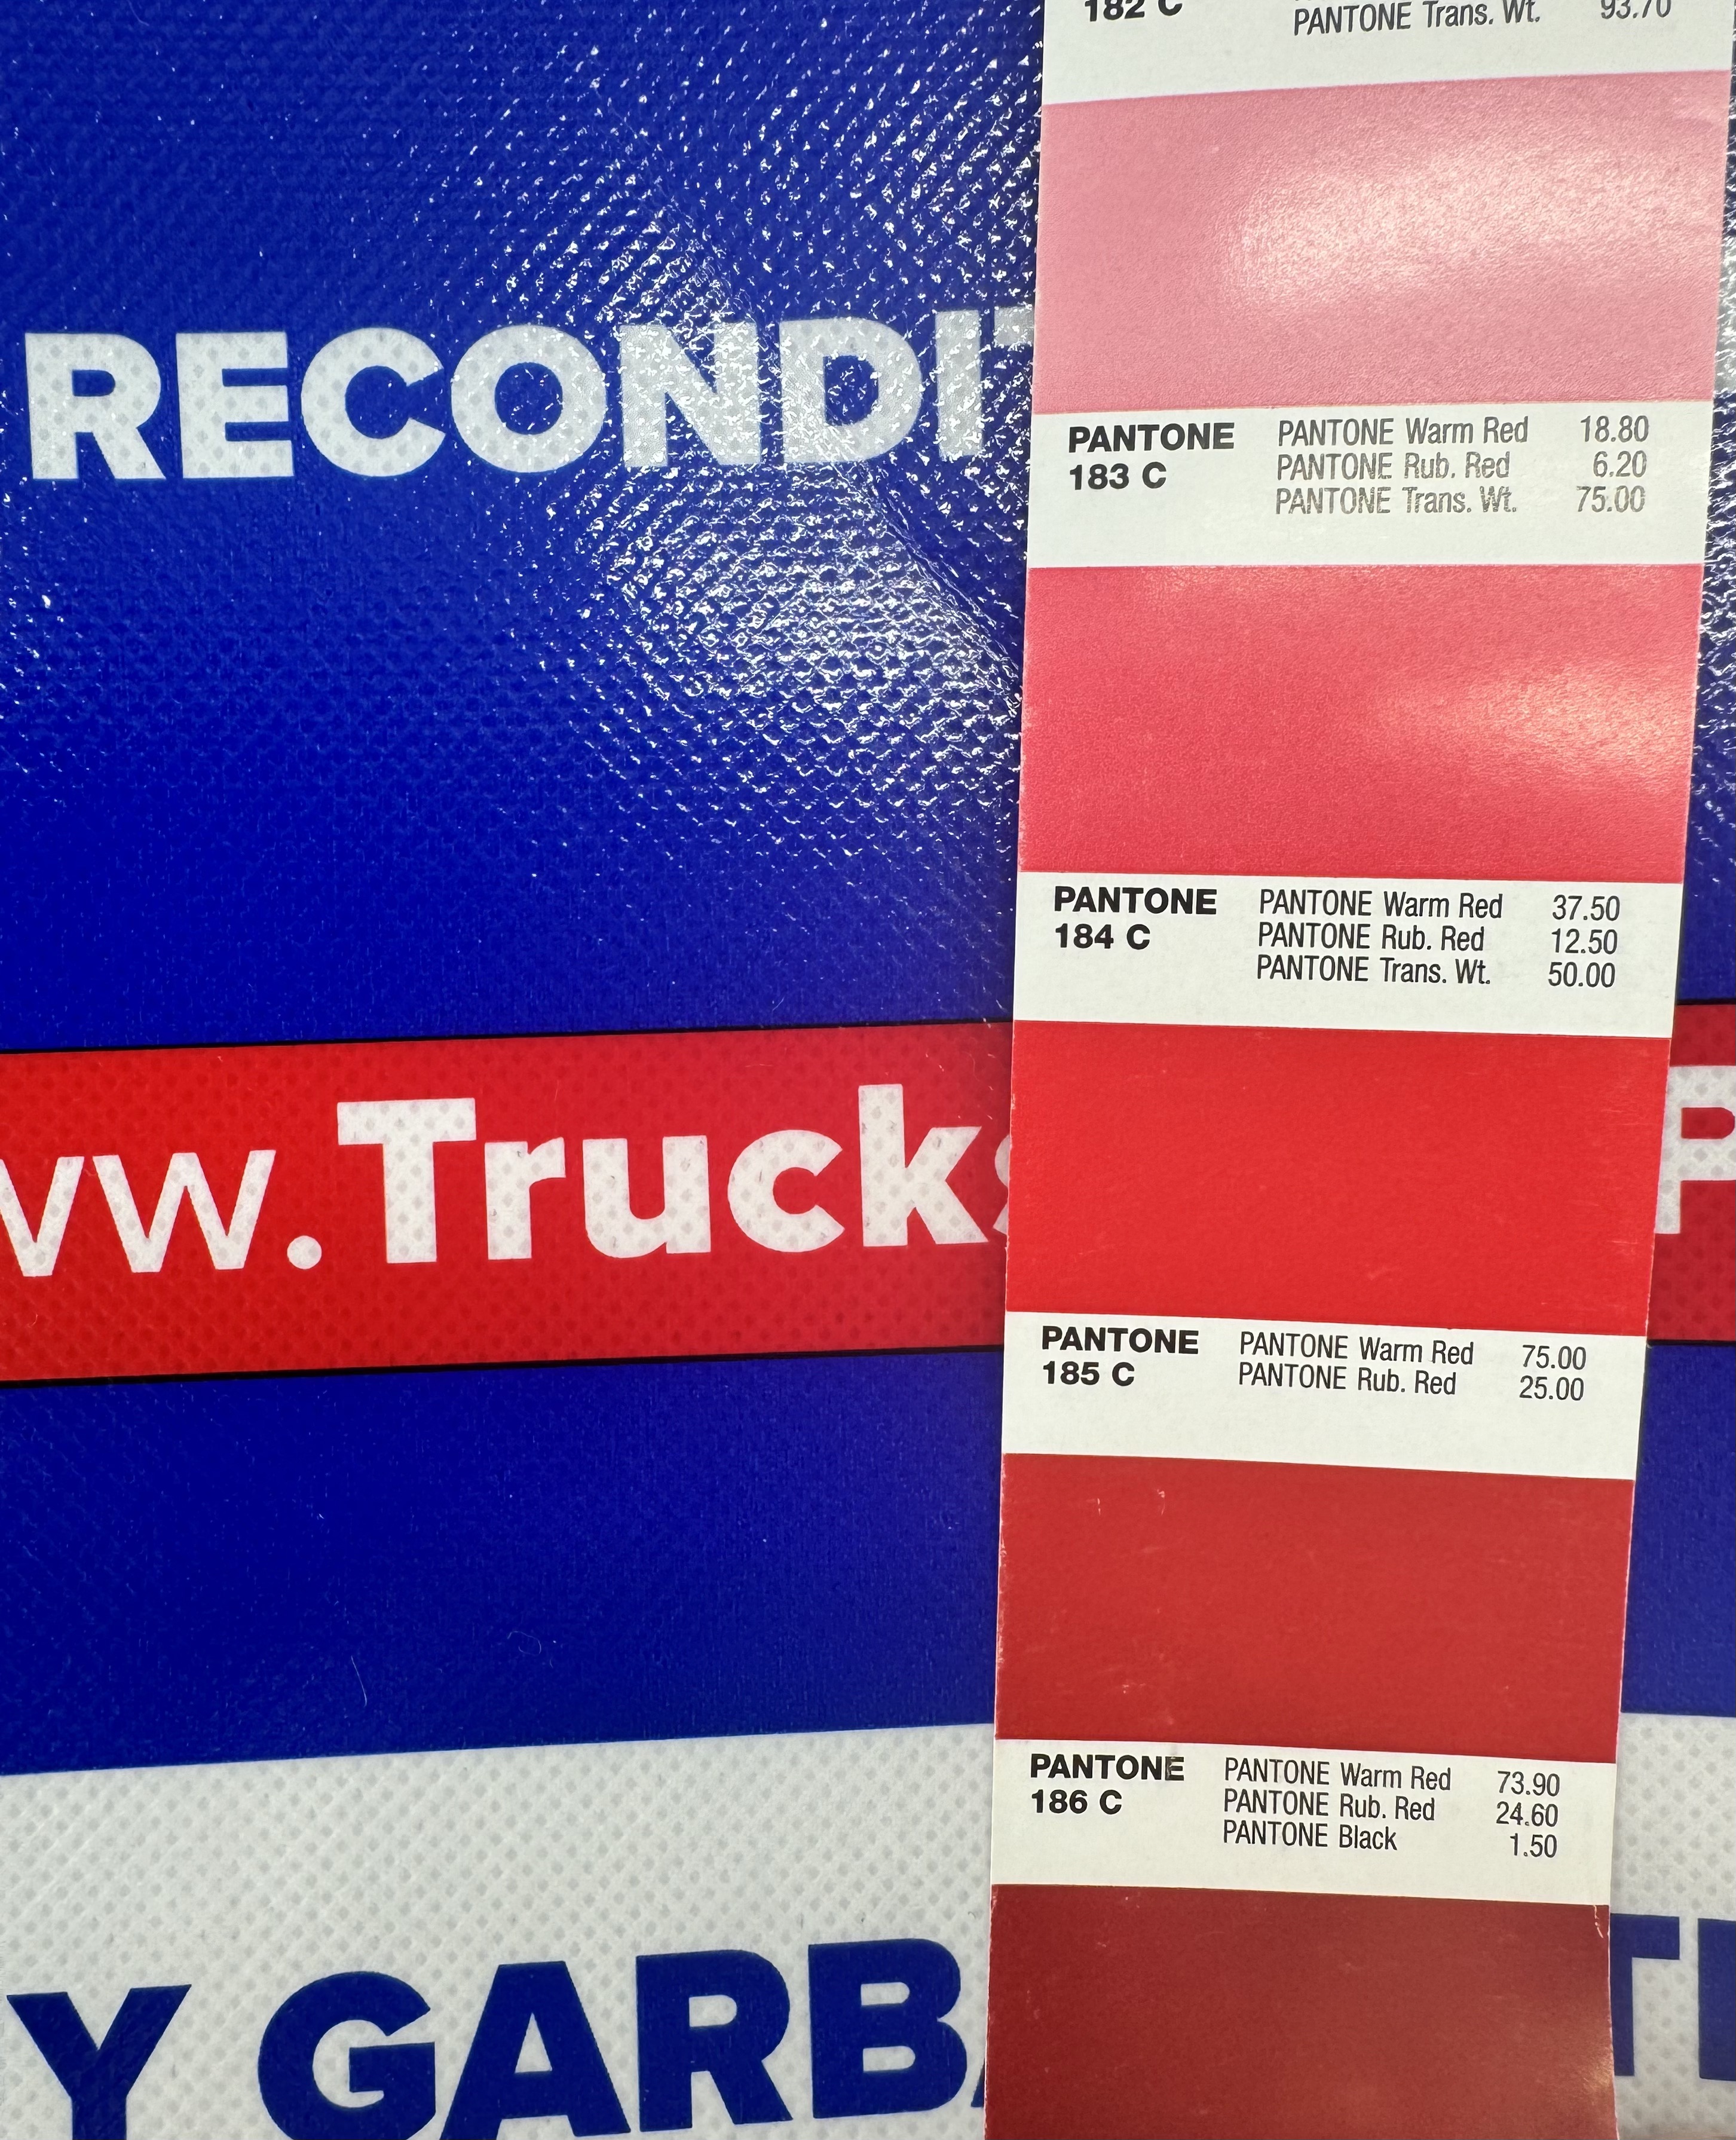 182 C PANTONE Trans. Wt. 93.70
RECONDI
PANTONE PANTONE Warm Red 18.80
183 C PANTONE Rub. Red 6.20
PANTONE Trans. Wt. 75.00
PANTONE PANTONE Warm Red 37.50
184 C PANTONE Rub. Red 12.50
PANTONE Trans. Wt. 50.00
vw.Trucks P
PANTONE PANTONE Warm Red 75.00
185 C PANTONE Rub. Red 25.00
PANTONE PANTONE Warm Red 73.90
186 C PANTONE Rub. Red 24.60
PANTONE Black 1.50
Y GARB